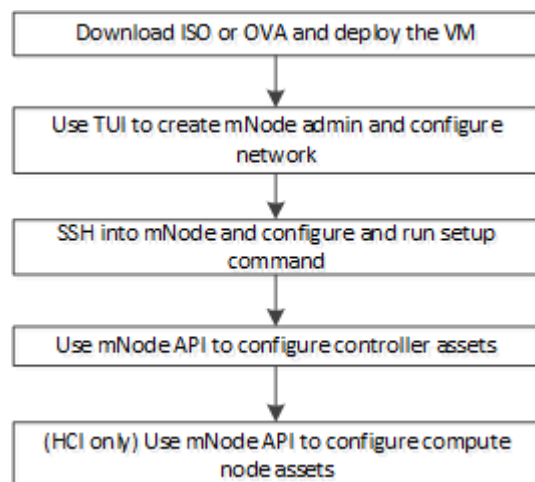 Download ISO or OVA and deploy the VM
Use TUI to create mNode admin and configure
network
SSH into mNode and configure and run setup
command
Use mNode API to configure controller assets
(HCI only) Use mNode API to configure compute
node assets